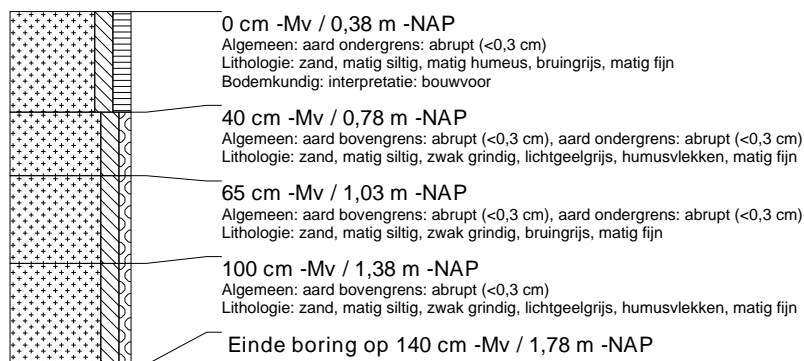 0 cm -Mv / 0,38 m -NAP
Algemeen: aard ondergrens: abrupt (<0,3 cm)
Lithologie: zand, matig siltig, matig humeus, bruingrijs, matig fijn
Bodemkundig: interpretatie: bouwvoor
40 cm -Mv / 0,78 m -NAP
Algemeen: aard bovengrens: abrupt (<0,3 cm), aard ondergrens: abrupt (<0,3 cm)
Lithologie: zand, matig siltig, zwak grindig, lichtgeelgrijs, humusvlekken, matig fijn
65 cm -Mv / 1,03 m -NAP
Algemeen: aard bovengrens: abrupt (<0,3 cm), aard ondergrens: abrupt (<0,3 cm)
Lithologie: zand, matig siltig, zwak grindig, bruingrijs, matig fijn
100 cm -Mv / 1,38 m -NAP
Algemeen: aard bovengrens: abrupt (<0,3 cm)
Lithologie: zand, matig siltig, zwak grindig, lichtgeelgrijs, humusvlekken, matig fijn
Einde boring op 140 cm -Mv / 1,78 m -NAP